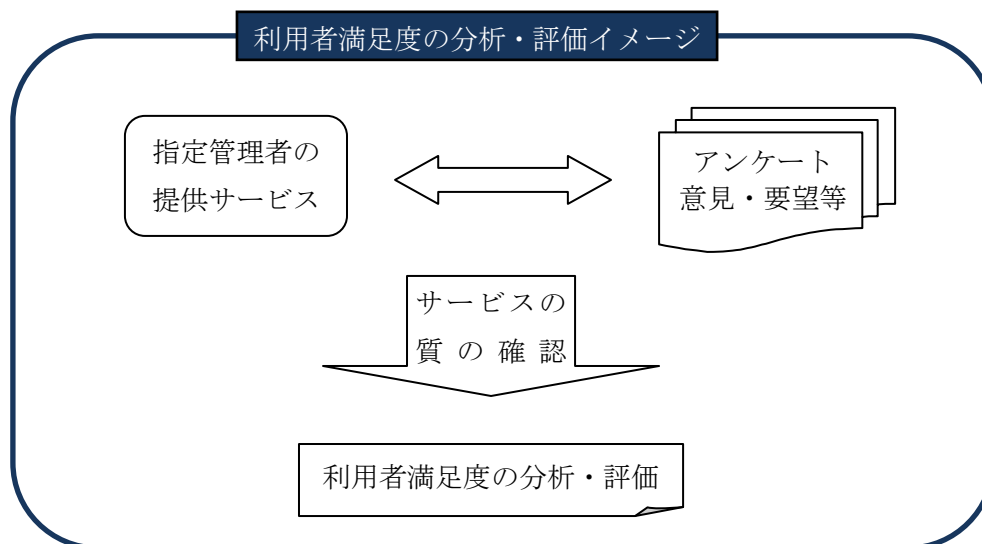 利用者満足度の分析・評価イメージ
指定管理者の
提供サービス
アンケート
意見・要望等
サービスの
質の確認
利用者満足度の分析・評価